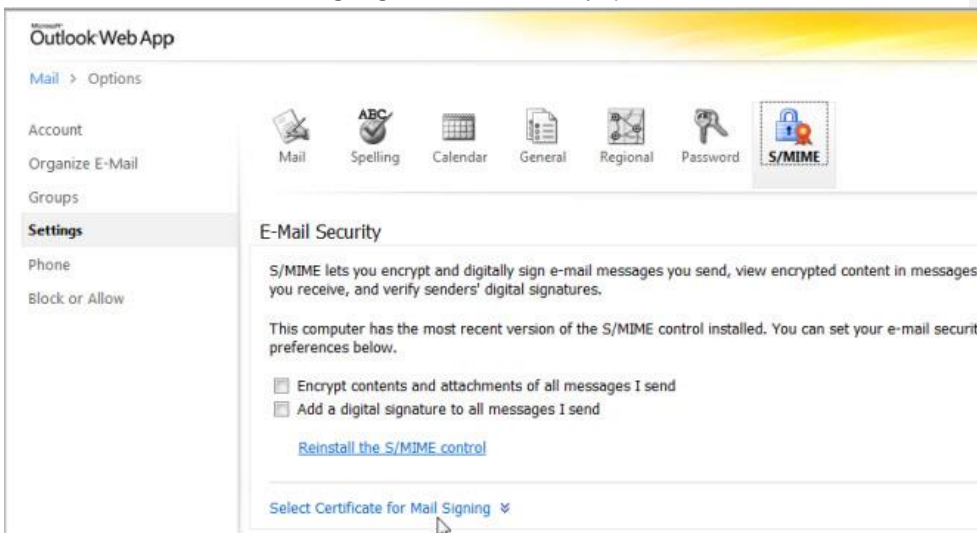 Microsoft
Outlook Web App
Mail > Options
Account
Organize E-Mail
Groups
Settings
Phone
Block or Allow
ABC
Mail
Spelling
Calendar
General
Regional
Password
S/MIME
E-Mail Security
S/MIME lets you encrypt and digitally sign e-mail messages you send, view encrypted content in messages
you receive, and verify senders' digital signatures.
This computer has the most recent version of the S/MIME control installed. You can set your e-mail securit
preferences below.
Encrypt contents and attachments of all messages I send
Add a digital signature to all messages I send
Reinstall the S/MIME control
Select Certificate for Mail Signing